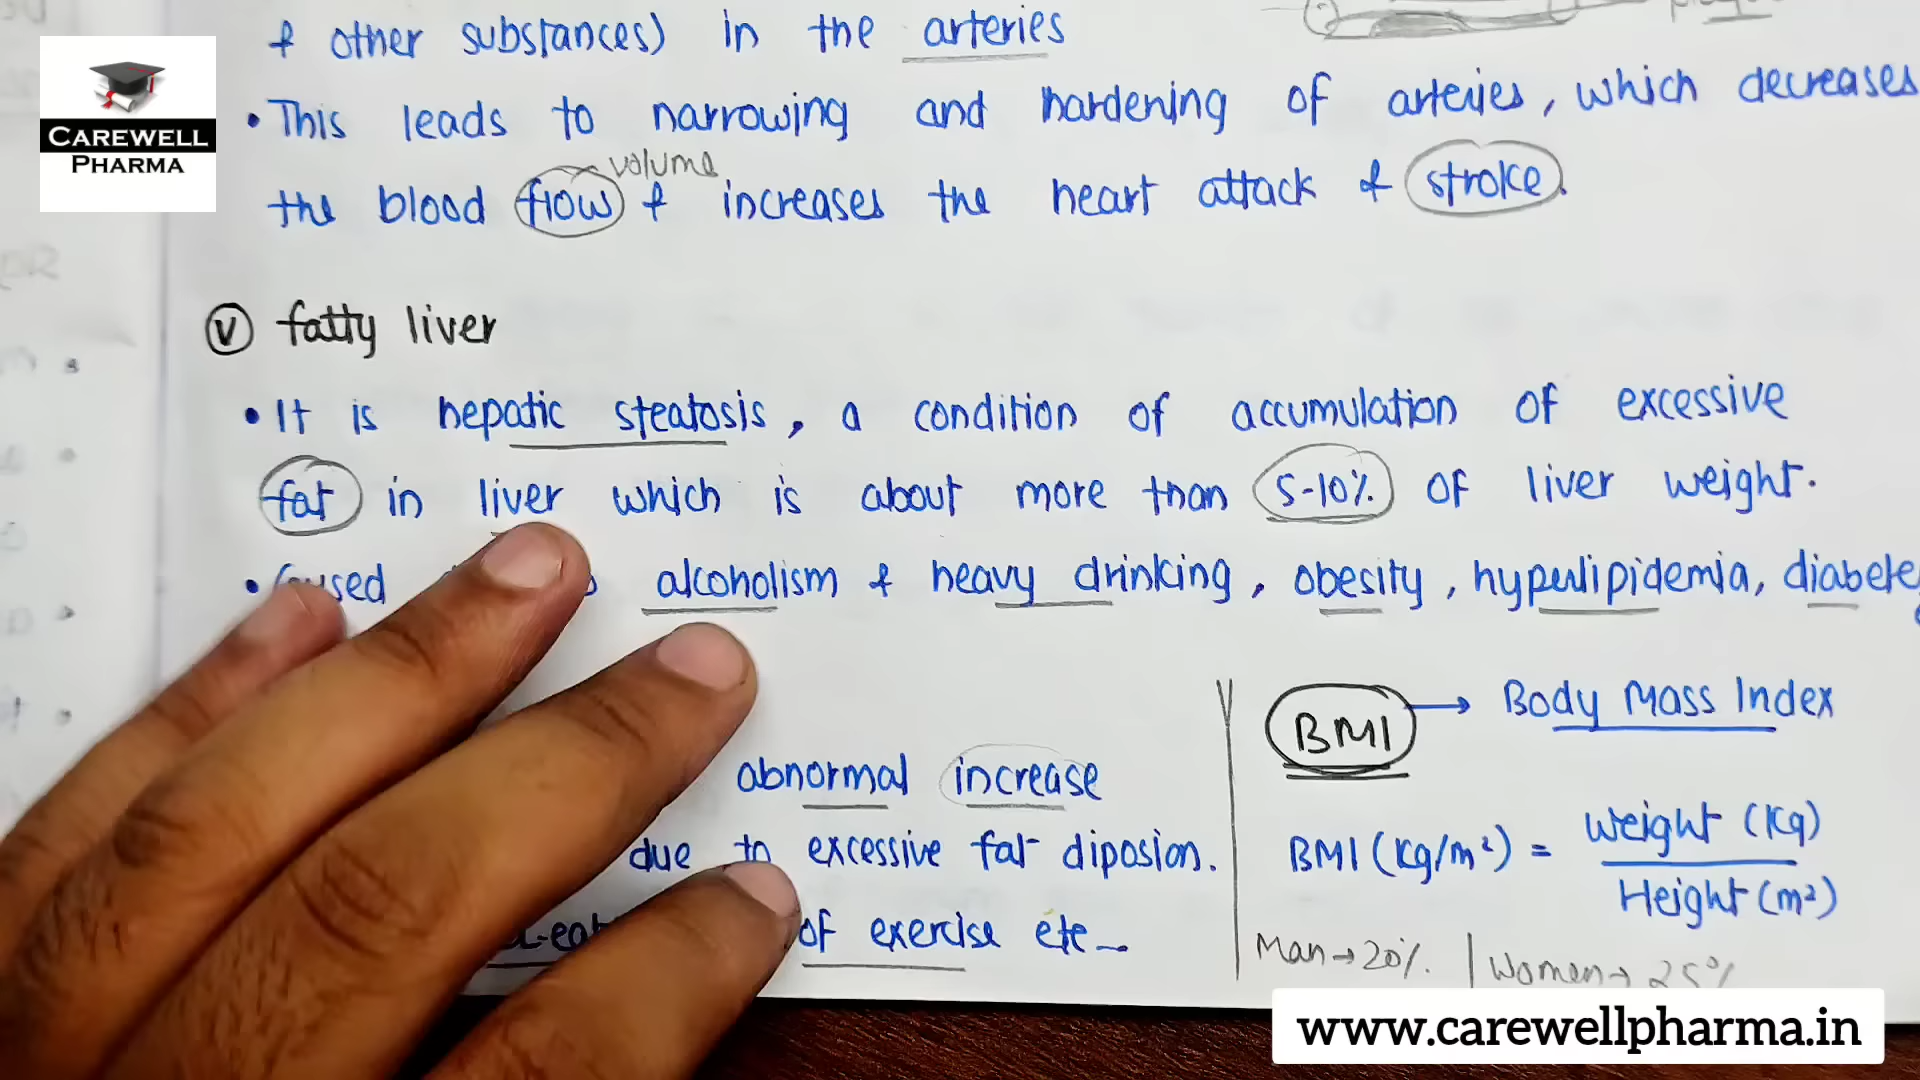 CAREWELL
PHARMA
& other substances) in the arteries
• This leads to narrowing and hardening of arteries, which decreases
volume
the blood flow & increases the heart attack & stroke.
(V) fatty liver
• It is hepatic steatosis, a condition of accumulation of excessive
fat in liver which is about more than 5-10% of liver weight.
• Caused alcoholism & heavy drinking, obesity, hyperlipidemia, diabete
abnormal increase
due to excessive fat diposion.
of exercise etc
BMI → Body Mass Index
BMI (Kg/m²) = Weight (Kg)
Height (m²)
Man → 20% | Women → 25%
www.carewellpharma.in